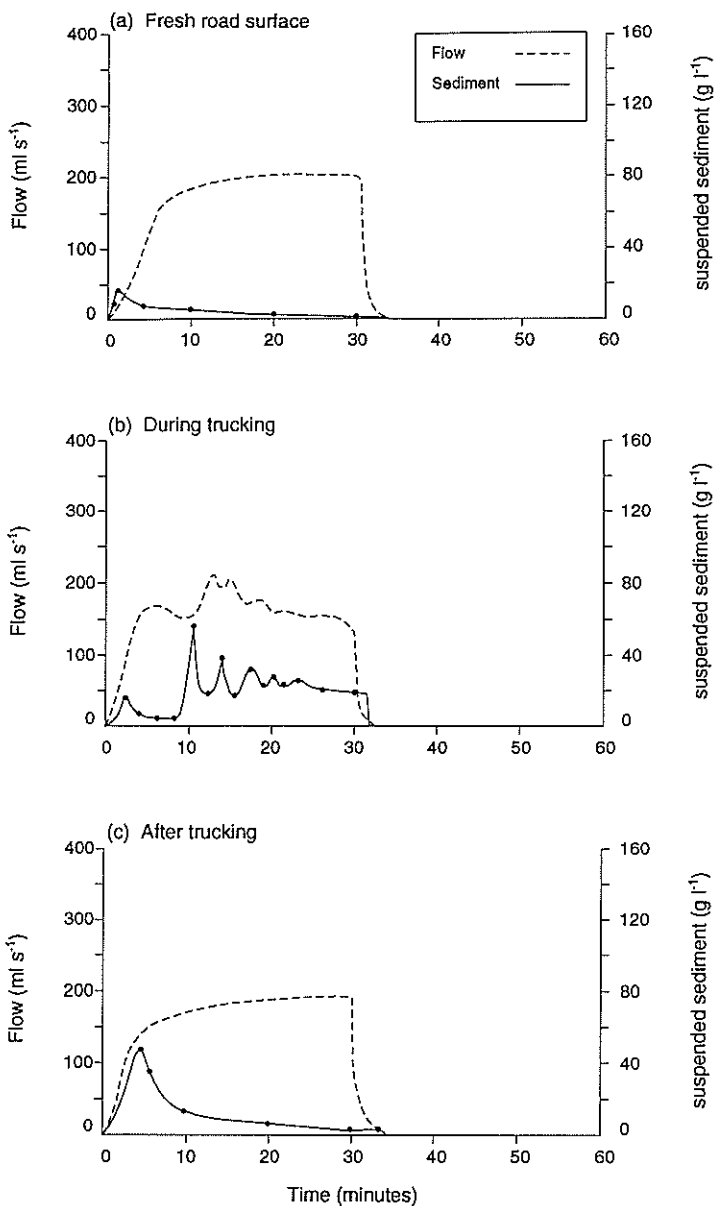 (a) Fresh road surface
Flow
Sediment
Flow (ml s⁻¹)
400
300
200
100
0
suspended sediment (g l⁻¹)
160
120
80
40
0
0 10 20 30 40 50 60
(b) During trucking
Flow (ml s⁻¹)
400
300
200
100
0
suspended sediment (g l⁻¹)
160
120
80
40
0
0 10 20 30 40 50 60
(c) After trucking
Flow (ml s⁻¹)
400
300
200
100
0
suspended sediment (g l⁻¹)
160
120
80
40
0
0 10 20 30 40 50 60
Time (minutes)